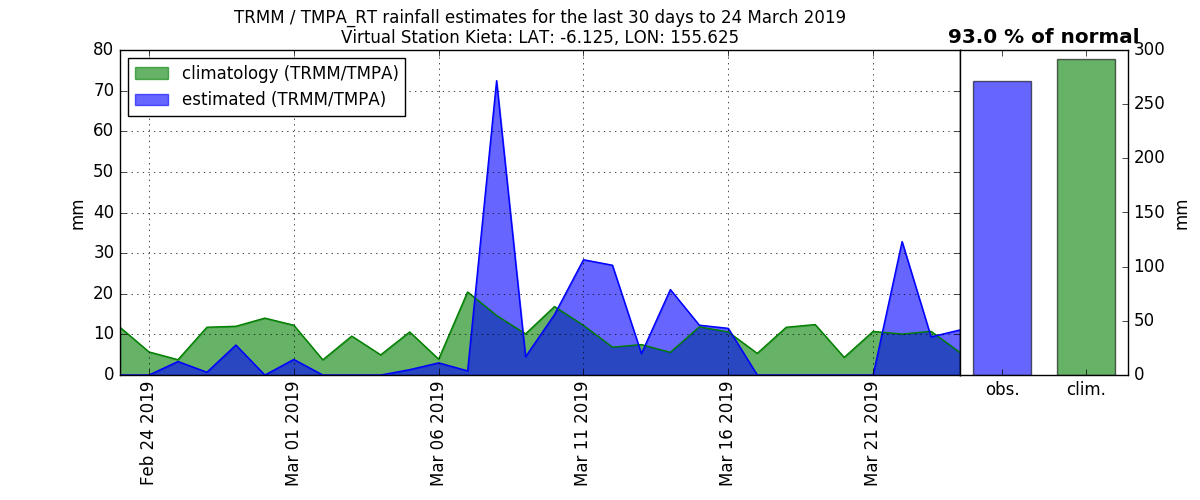 TRMM / TMPA_RT rainfall estimates for the last 30 days to 24 March 2019
Virtual Station Kieta: LAT: -6.125, LON: 155.625
93.0 % of normal
climatology (TRMM/TMPA)
estimated (TRMM/TMPA)
mm
80
70
60
50
40
30
20
10
0
Feb 24 2019
Mar 01 2019
Mar 06 2019
Mar 11 2019
Mar 16 2019
Mar 21 2019
obs.
clim.
300
250
200
150
100
50
0
mm